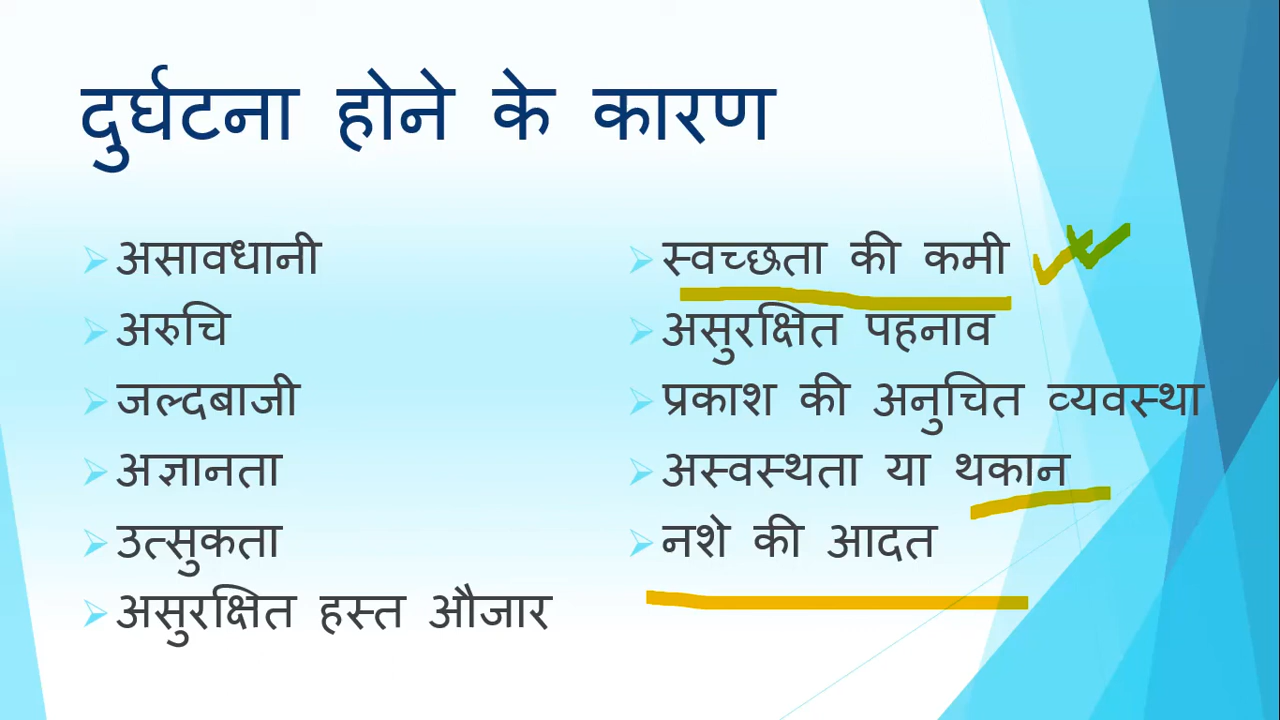 दुर्घटना होने के कारण
असावधानी
अरुचि
जल्दबाजी
अज्ञानता
उत्सुकता
असुरक्षित हस्त औजार
स्वच्छता की कमी
असुरक्षित पहनाव
प्रकाश की अनुचित व्यवस्था
अस्वस्थता या थकान
नशे की आदत